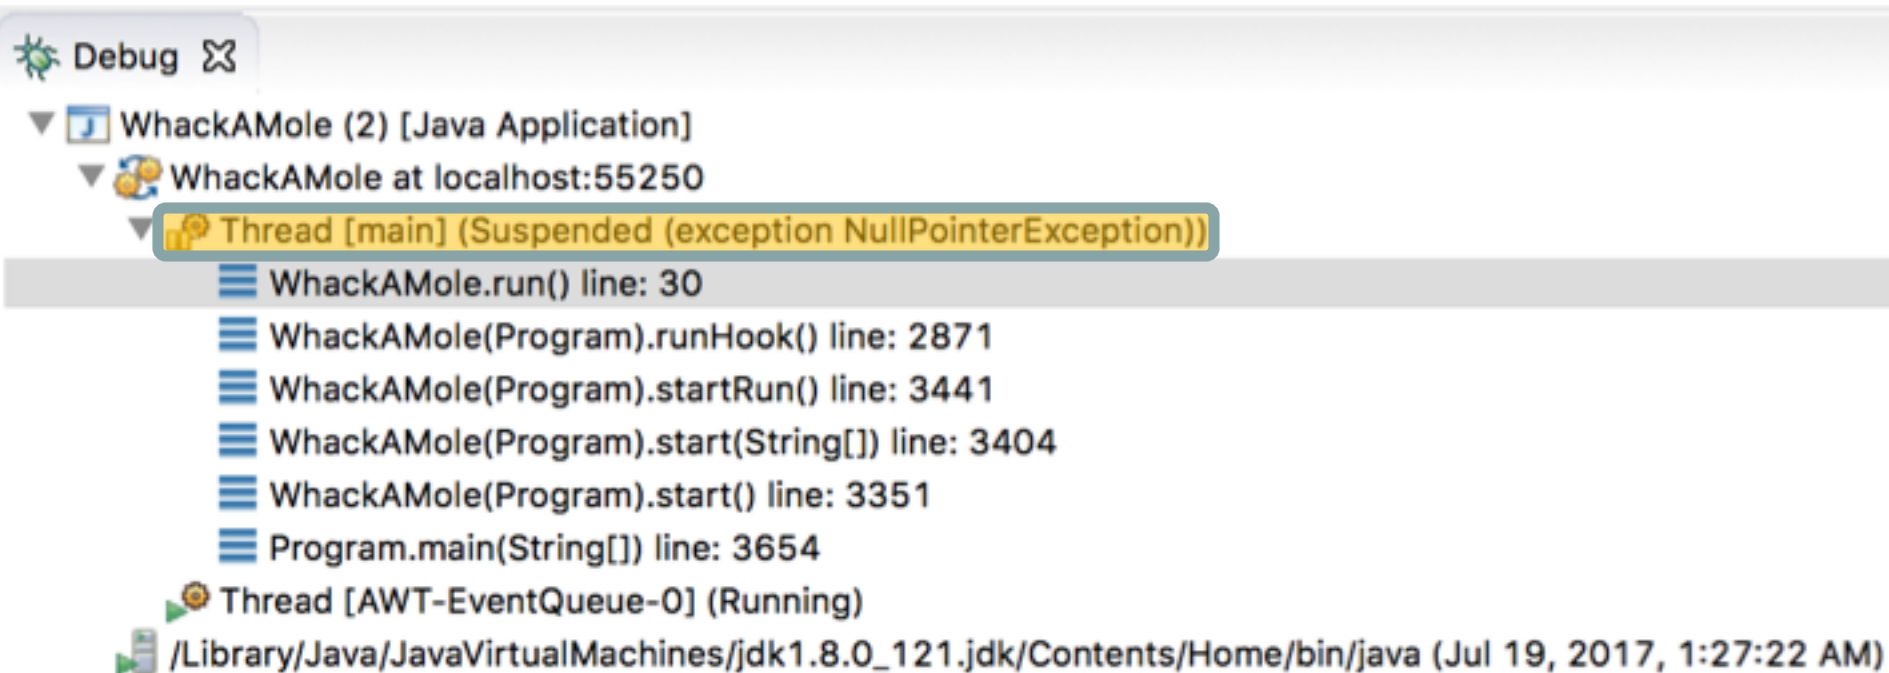 Debug
WhackAMole (2) [Java Application]
WhackAMole at localhost:55250
Thread [main] (Suspended (exception NullPointerException))
WhackAMole.run() line: 30
WhackAMole(Program).runHook() line: 2871
WhackAMole(Program).startRun() line: 3441
WhackAMole(Program).start(String[]) line: 3404
WhackAMole(Program).start() line: 3351
Program.main(String[]) line: 3654
Thread [AWT-EventQueue-0] (Running)
/Library/Java/JavaVirtualMachines/jdk1.8.0_121.jdk/Contents/Home/bin/java (Jul 19, 2017, 1:27:22 AM)